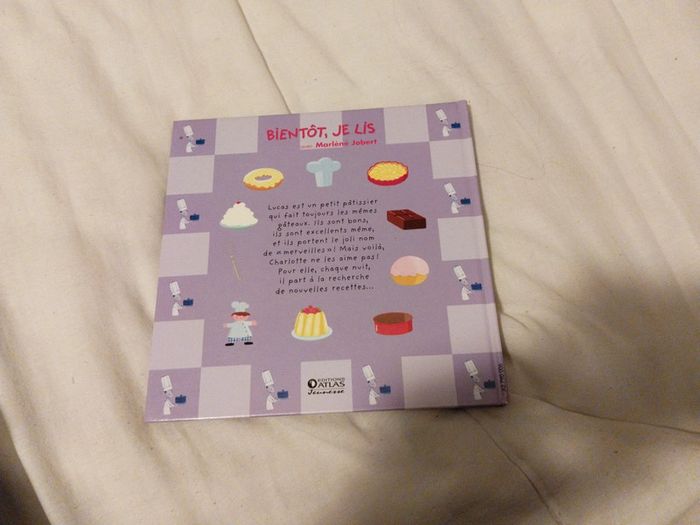 BIENTÔT, JE LIS
avec Marlène Jobert
Lucas est un petit pâtissier
qui fait toujours les mêmes
gâteaux. Ils sont bons,
ils sont excellents même,
et ils portent le joli nom
de « merveilles » ! Mais voilà,
Charlotte ne les aime pas !
Pour elle, chaque nuit,
il part à la recherche
de nouvelles recettes...
EDITIONS
ATLAS
Jeunesse